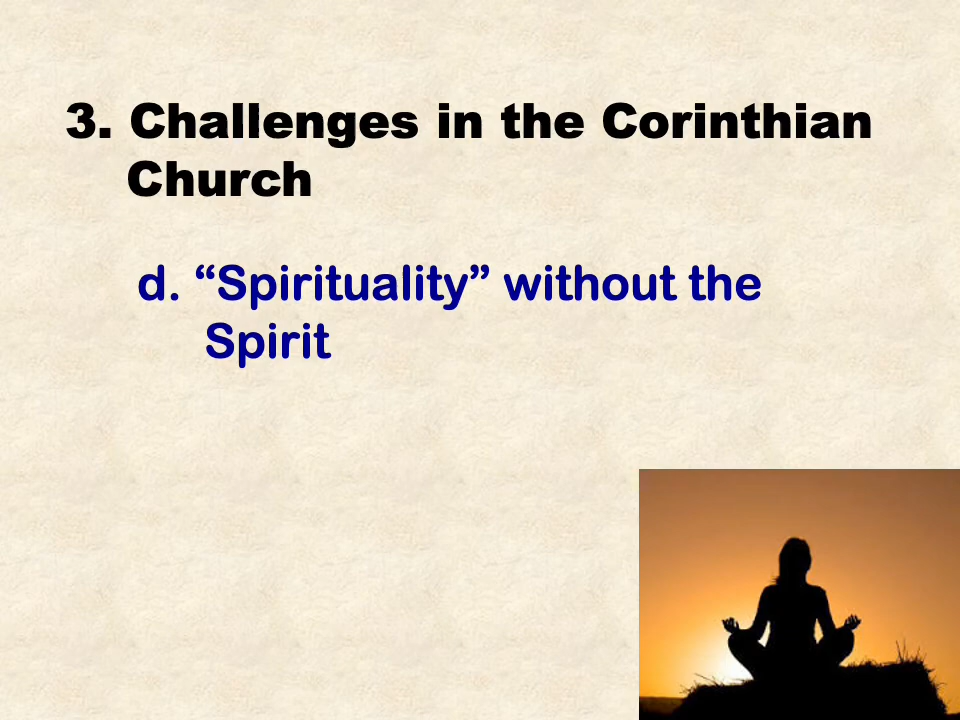 3. Challenges in the Corinthian
Church
d. “Spirituality” without the
Spirit